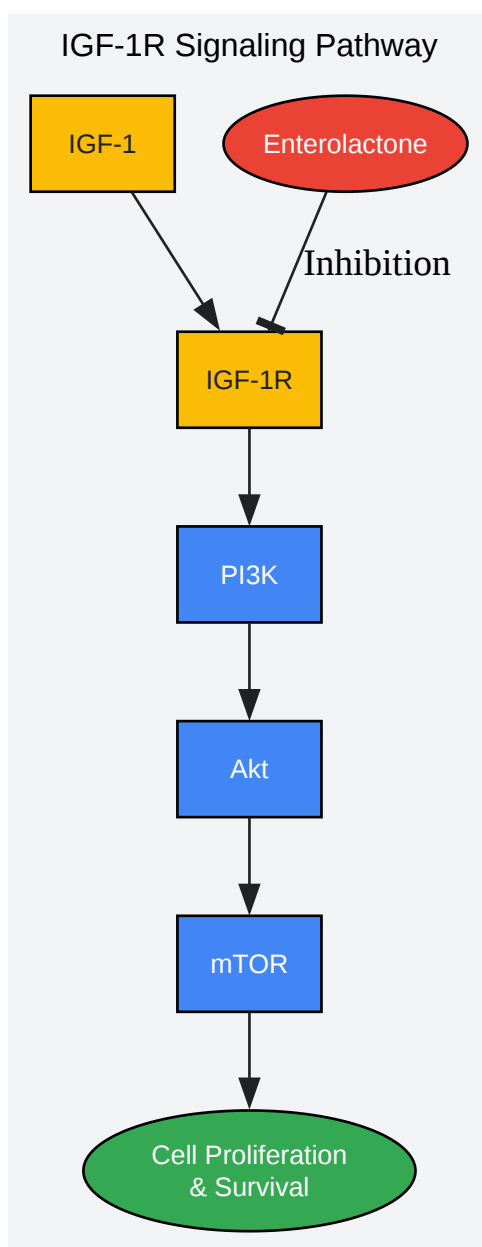 IGF-1R Signaling Pathway
IGF-1
Enterolactone
Inhibition
IGF-1R
PI3K
Akt
mTOR
Cell Proliferation
& Survival